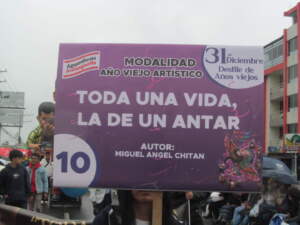 MODALIDAD
AÑO VIEJO ARTÍSTICO
31 Diciembre
Desfile de
Años viejos
TODA UNA VIDA,
LA DE UN ANTAR
AUTOR:
MIGUEL ANGEL CHITAN
10